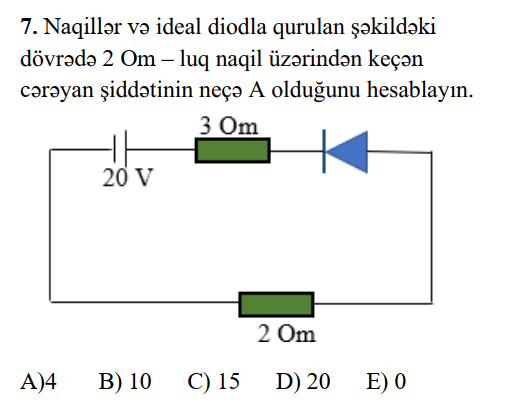 7. Naqillər və ideal diodla qurulan şəkildəki
dövrədə 2 Om – luq naqil üzərindən keçən
cərəyan şiddətinin neçə A olduğunu hesablayın.
3 Om
20 V
2 Om
A)4 B) 10 C) 15 D) 20 E) 0